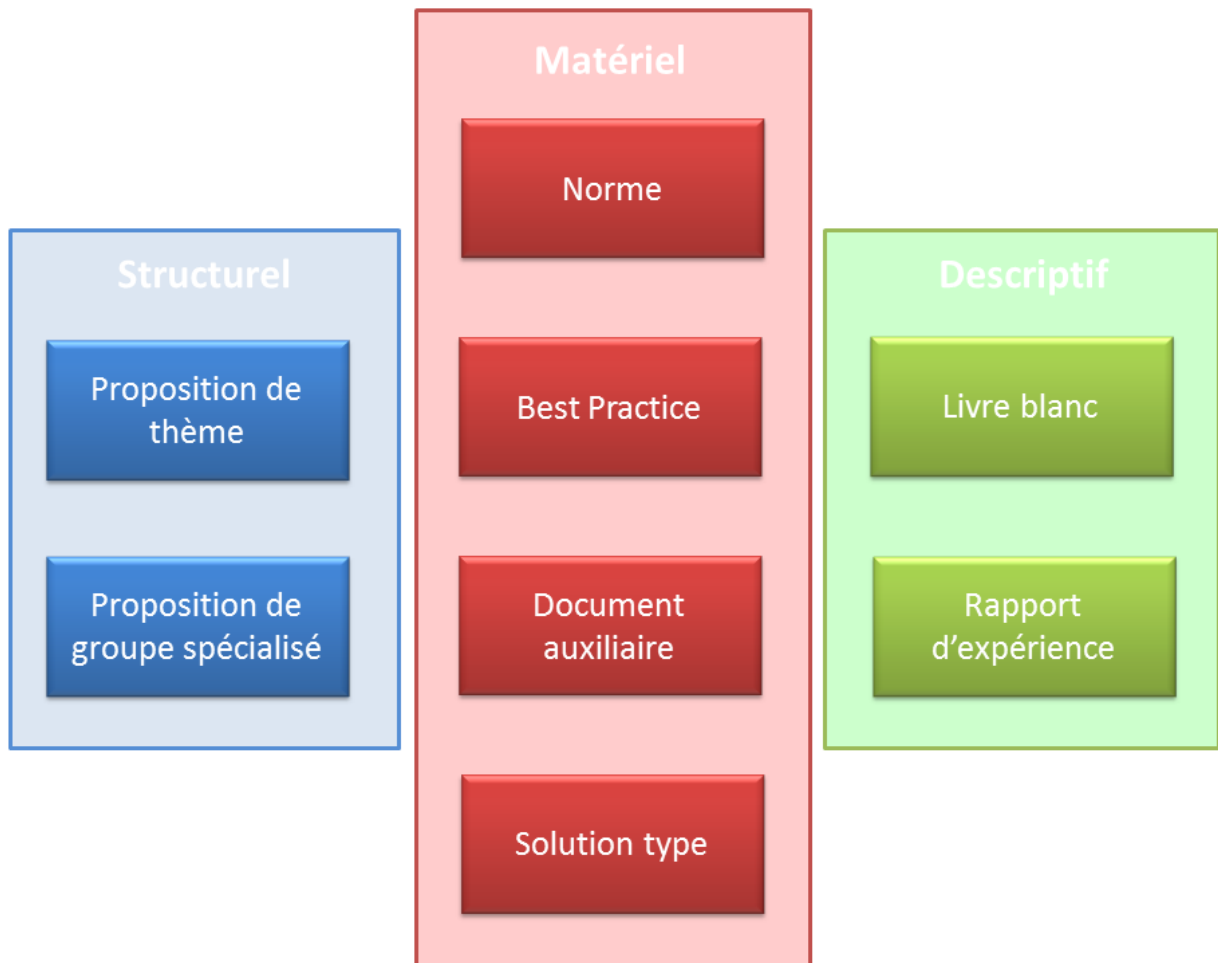 Structurel
Proposition de
thème
Proposition de
groupe spécialisé
Matériel
Norme
Best Practice
Document
auxiliaire
Solution type
Descriptif
Livre blanc
Rapport
d’expérience